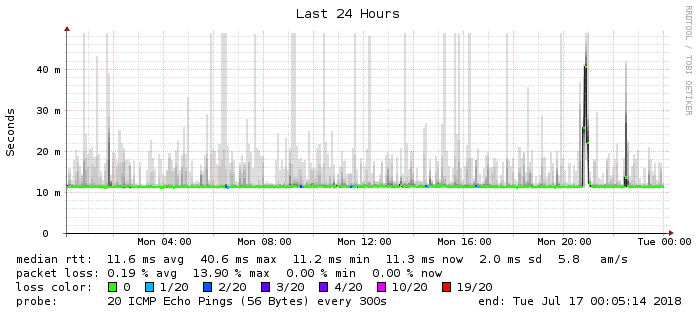 Last 24 Hours
RRDTOOL / TOBI OETIKER
Seconds
40 m
30 m
20 m
10 m
0
Mon 04:00 Mon 08:00 Mon 12:00 Mon 16:00 Mon 20:00 Tue 00:00
median rtt: 11.6 ms avg 40.6 ms max 11.2 ms min 11.3 ms now 2.0 ms sd 5.8 am/s
packet loss: 0.19 % avg 13.90 % max 0.00 % min 0.00 % now
loss color: 0 1/20 2/20 3/20 4/20 10/20 19/20
probe: 20 ICMP Echo Pings (56 Bytes) every 300s end: Tue Jul 17 00:05:14 2018